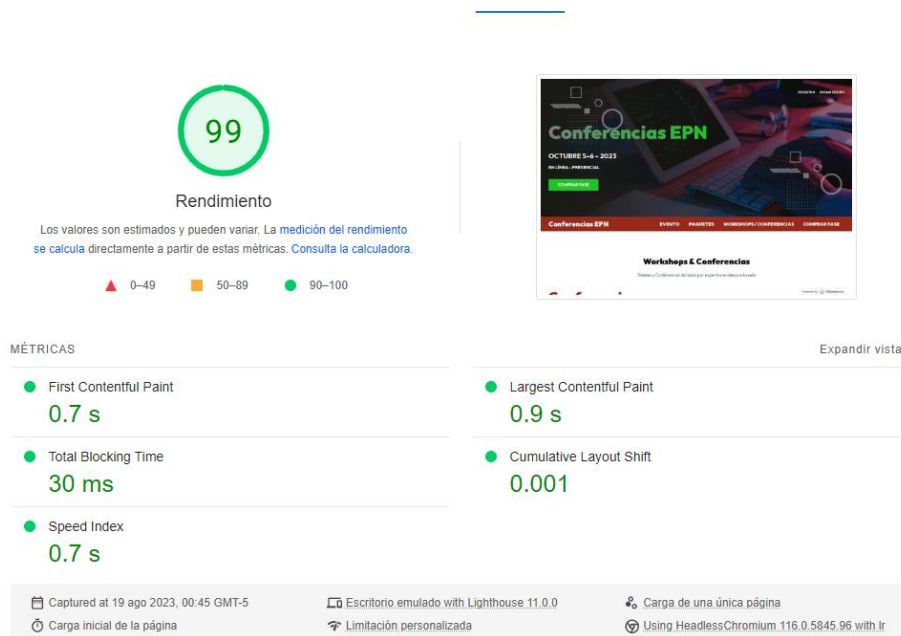 99
Rendimiento
Los valores son estimados y pueden variar. La medición del rendimiento
se calcula directamente a partir de estas métricas. Consulta la calculadora.
0–49
50–89
90–100
Conferencias EPN
OCTUBRE 5-6 - 2023
EN LÍNEA - PRESENCIAL
COMPRAR PASE
Conferencias EPN
EVENTO PAQUETES WORKSHOPS / CONFERENCIAS COMPRAR PASE
Workshops & Conferencias
MÉTRICAS
Expandir vista
First Contentful Paint
0.7 s
Largest Contentful Paint
0.9 s
Total Blocking Time
30 ms
Cumulative Layout Shift
0.001
Speed Index
0.7 s
Captured at 19 ago 2023, 00:45 GMT-5
Escritorio emulado with Lighthouse 11.0.0
Carga de una única página
Carga inicial de la página
Limitación personalizada
Using HeadlessChromium 116.0.5845.96 with lr